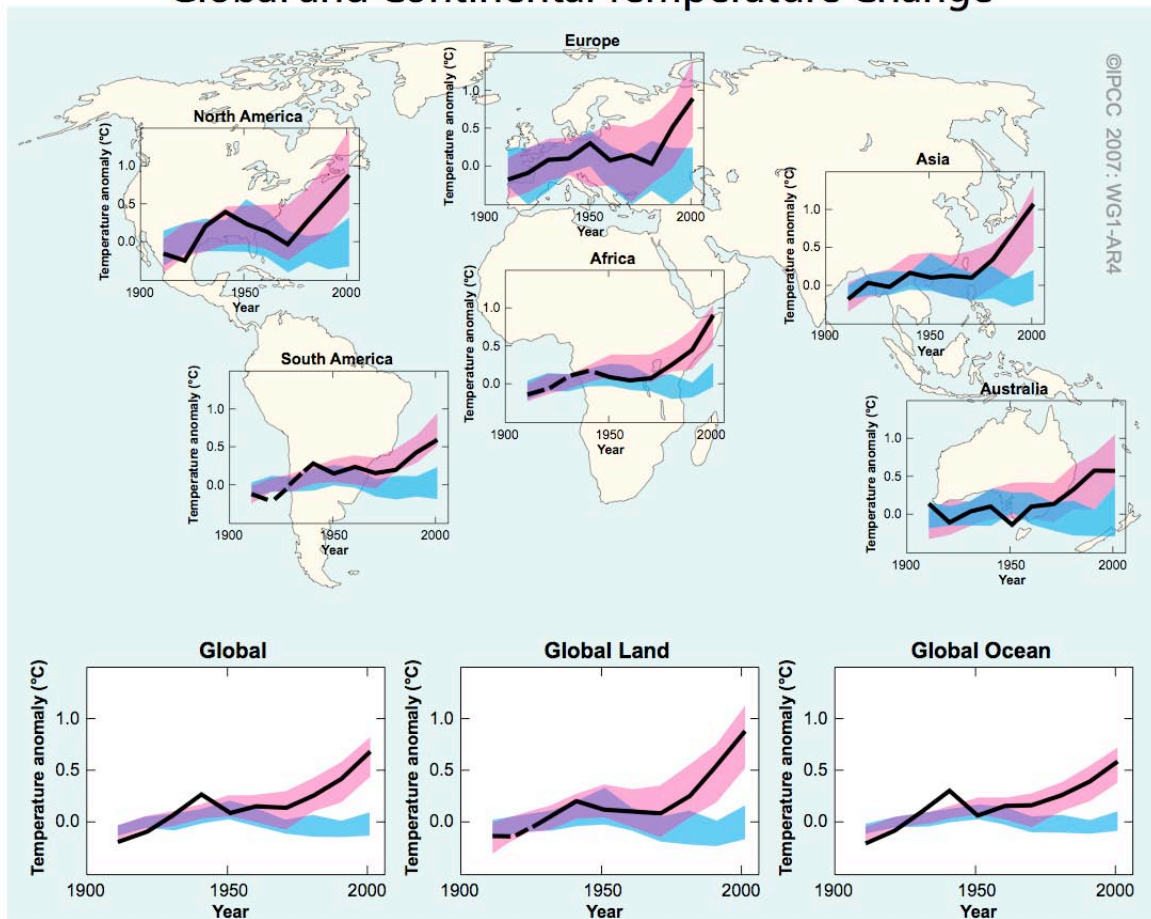 Global and Continental Temperature Change
©IPCC 2007: WG1-AR4
North America
Temperature anomaly (°C)
1.0
0.5
0.0
1900
1950
2000
Year
Europe
Temperature anomaly (°C)
1.0
0.5
0.0
1900
1950
2000
Year
Asia
Temperature anomaly (°C)
1.0
0.5
0.0
1900
1950
2000
Year
Africa
Temperature anomaly (°C)
1.0
0.5
0.0
1900
1950
2000
Year
South America
Temperature anomaly (°C)
1.0
0.5
0.0
1900
1950
2000
Year
Australia
Temperature anomaly (°C)
1.0
0.5
0.0
1900
1950
2000
Year
Global
Temperature anomaly (°C)
1.0
0.5
0.0
1900
1950
2000
Year
Global Land
Temperature anomaly (°C)
1.0
0.5
0.0
1900
1950
2000
Year
Global Ocean
Temperature anomaly (°C)
1.0
0.5
0.0
1900
1950
2000
Year